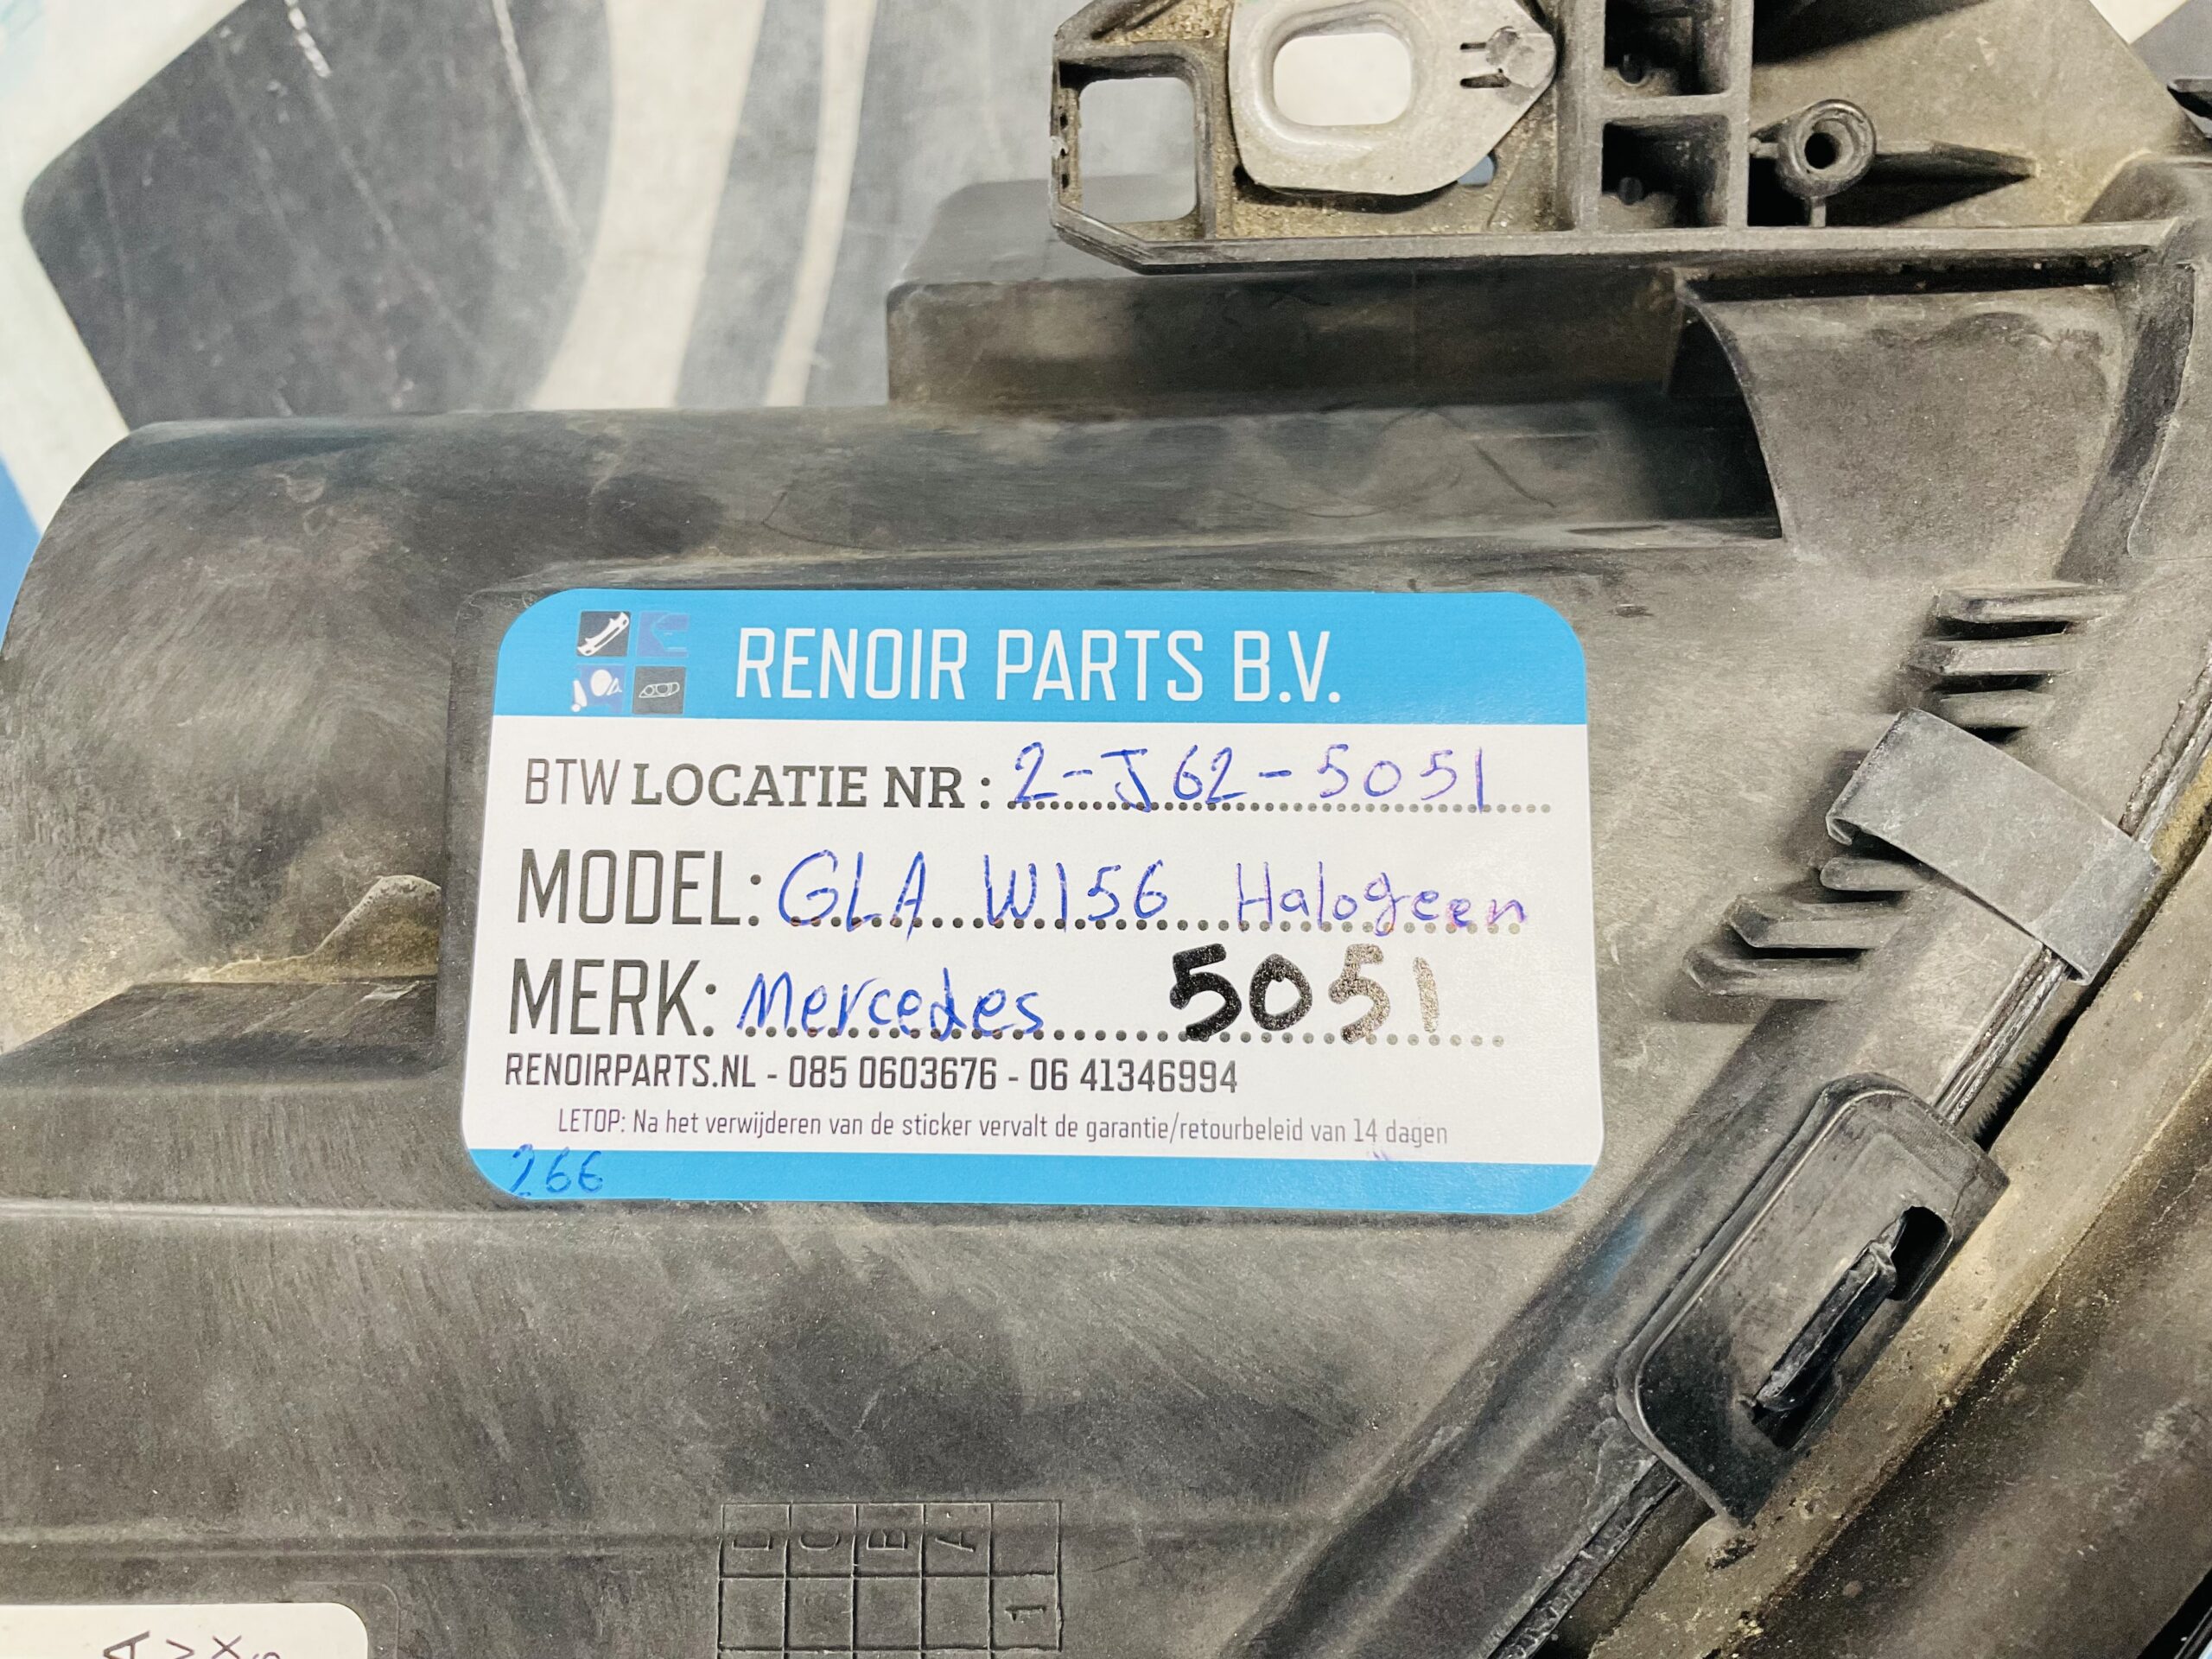 RENOIR PARTS B.V.
BTW LOCATIE NR : 2-J62-5051
MODEL: GLA W156 Halogeen
MERK: Mercedes 5051
RENOIRPARTS.NL - 085 0603676 - 06 41346994
LETOP: Na het verwijderen van de sticker vervalt de garantie/retourbeleid van 14 dagen
266
D C B A
1
A
V
X